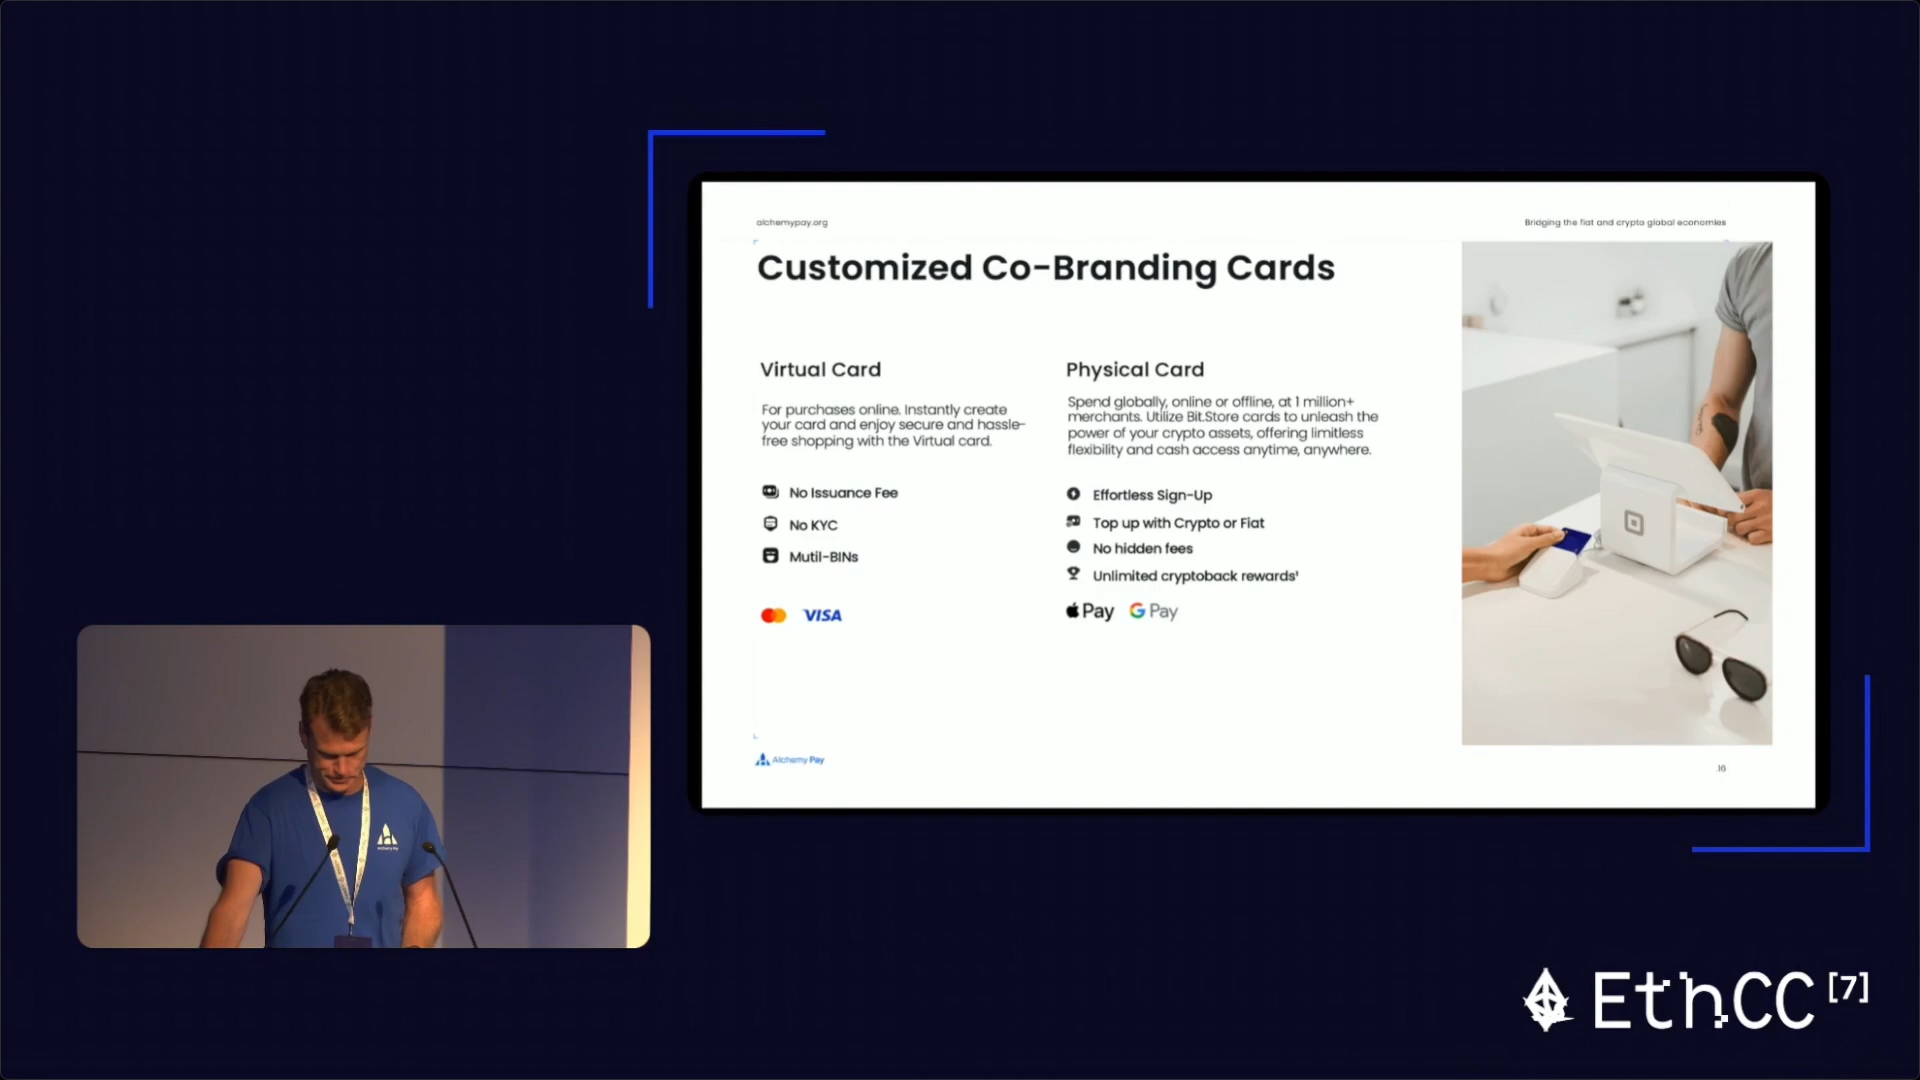 alchemypay.org
Bridging the fiat and crypto global economies
Customized Co-Branding Cards
Virtual Card
For purchases online. Instantly create
your card and enjoy secure and hassle-
free shopping with the Virtual card.
No Issuance Fee
No KYC
Mutil-BINs
VISA
Physical Card
Spend globally, online or offline, at 1 million+
merchants. Utilize Bit.Store cards to unleash the
power of your crypto assets, offering limitless
flexibility and cash access anytime, anywhere.
Effortless Sign-Up
Top up with Crypto or Fiat
No hidden fees
Unlimited cryptoback rewards¹
Pay
G Pay
Alchemy Pay
.16
Alchemy Pay
EthCC [7]